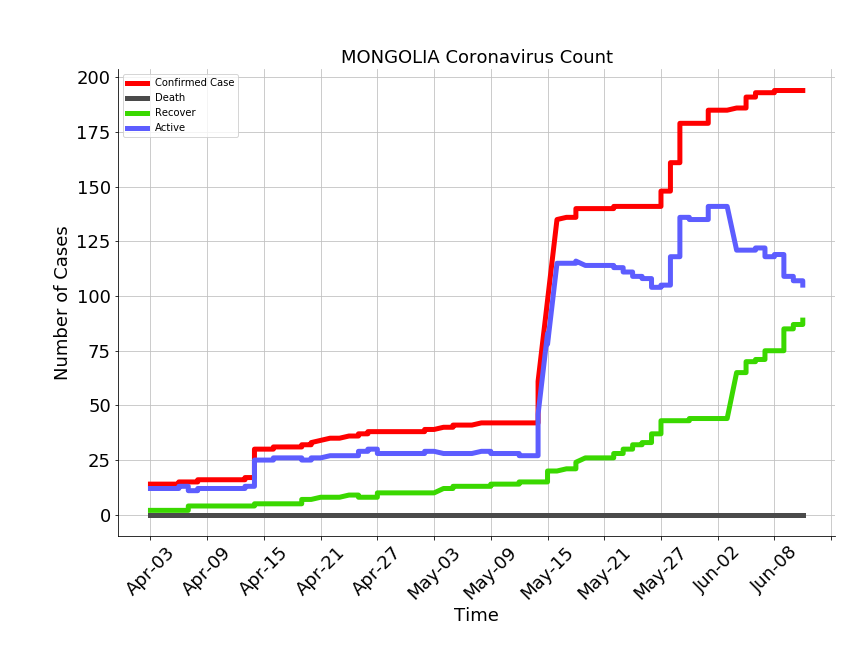 MONGOLIA Coronavirus Count
Confirmed Case
Death
Recover
Active
200
175
150
125
100
75
50
25
0
Number of Cases
Apr-03 Apr-09 Apr-15 Apr-21 Apr-27 May-03 May-09 May-15 May-21 May-27 Jun-02 Jun-08
Time